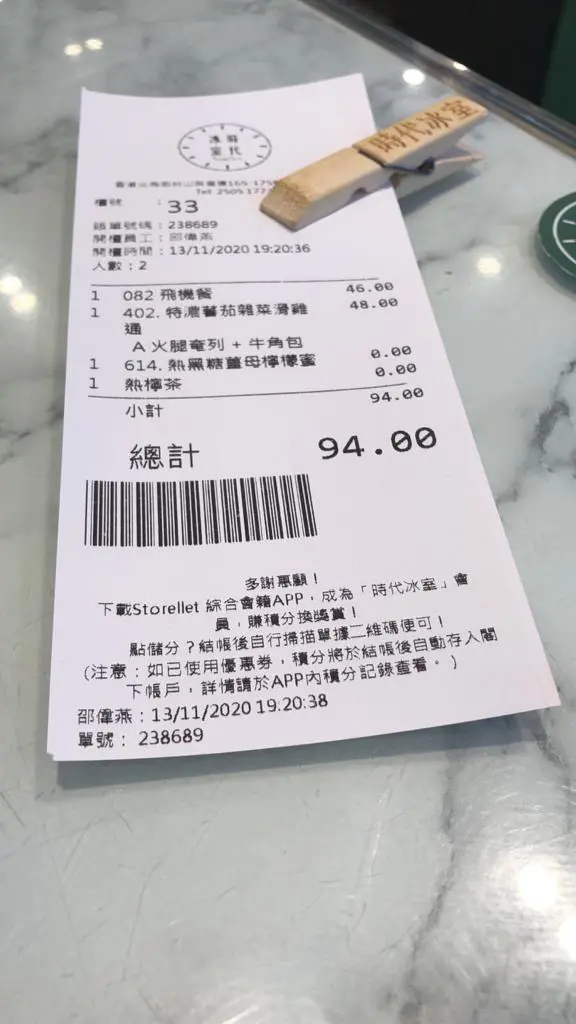 時代
冰室
時代冰室
Tel: 2505 177
檯號 : 33
賬單號碼 : 238689
開檯員工 : 邵偉燕
開檯時間 : 13/11/2020 19:20:36
人數 : 2
1 082 飛機餐 46.00
1 402. 特濃蕃茄雜菜滑雞 48.00
通
A 火腿奄列 + 牛角包
1 614. 熱黑糖薑母檸檬蜜 0.00
1 熱檸茶 0.00
小計 94.00
總計 94.00
多謝惠顧!
下載Storellet 綜合會籍APP,成為「時代冰室」會
員,賺積分換獎賞!
點儲分?結帳後自行掃描單據二維碼便可!
(注意:如已使用優惠券,積分將於結帳後自動存入閣
下帳戶,詳情請於APP內積分記錄查看。)
邵偉燕 : 13/11/2020 19:20:38
單號 : 238689